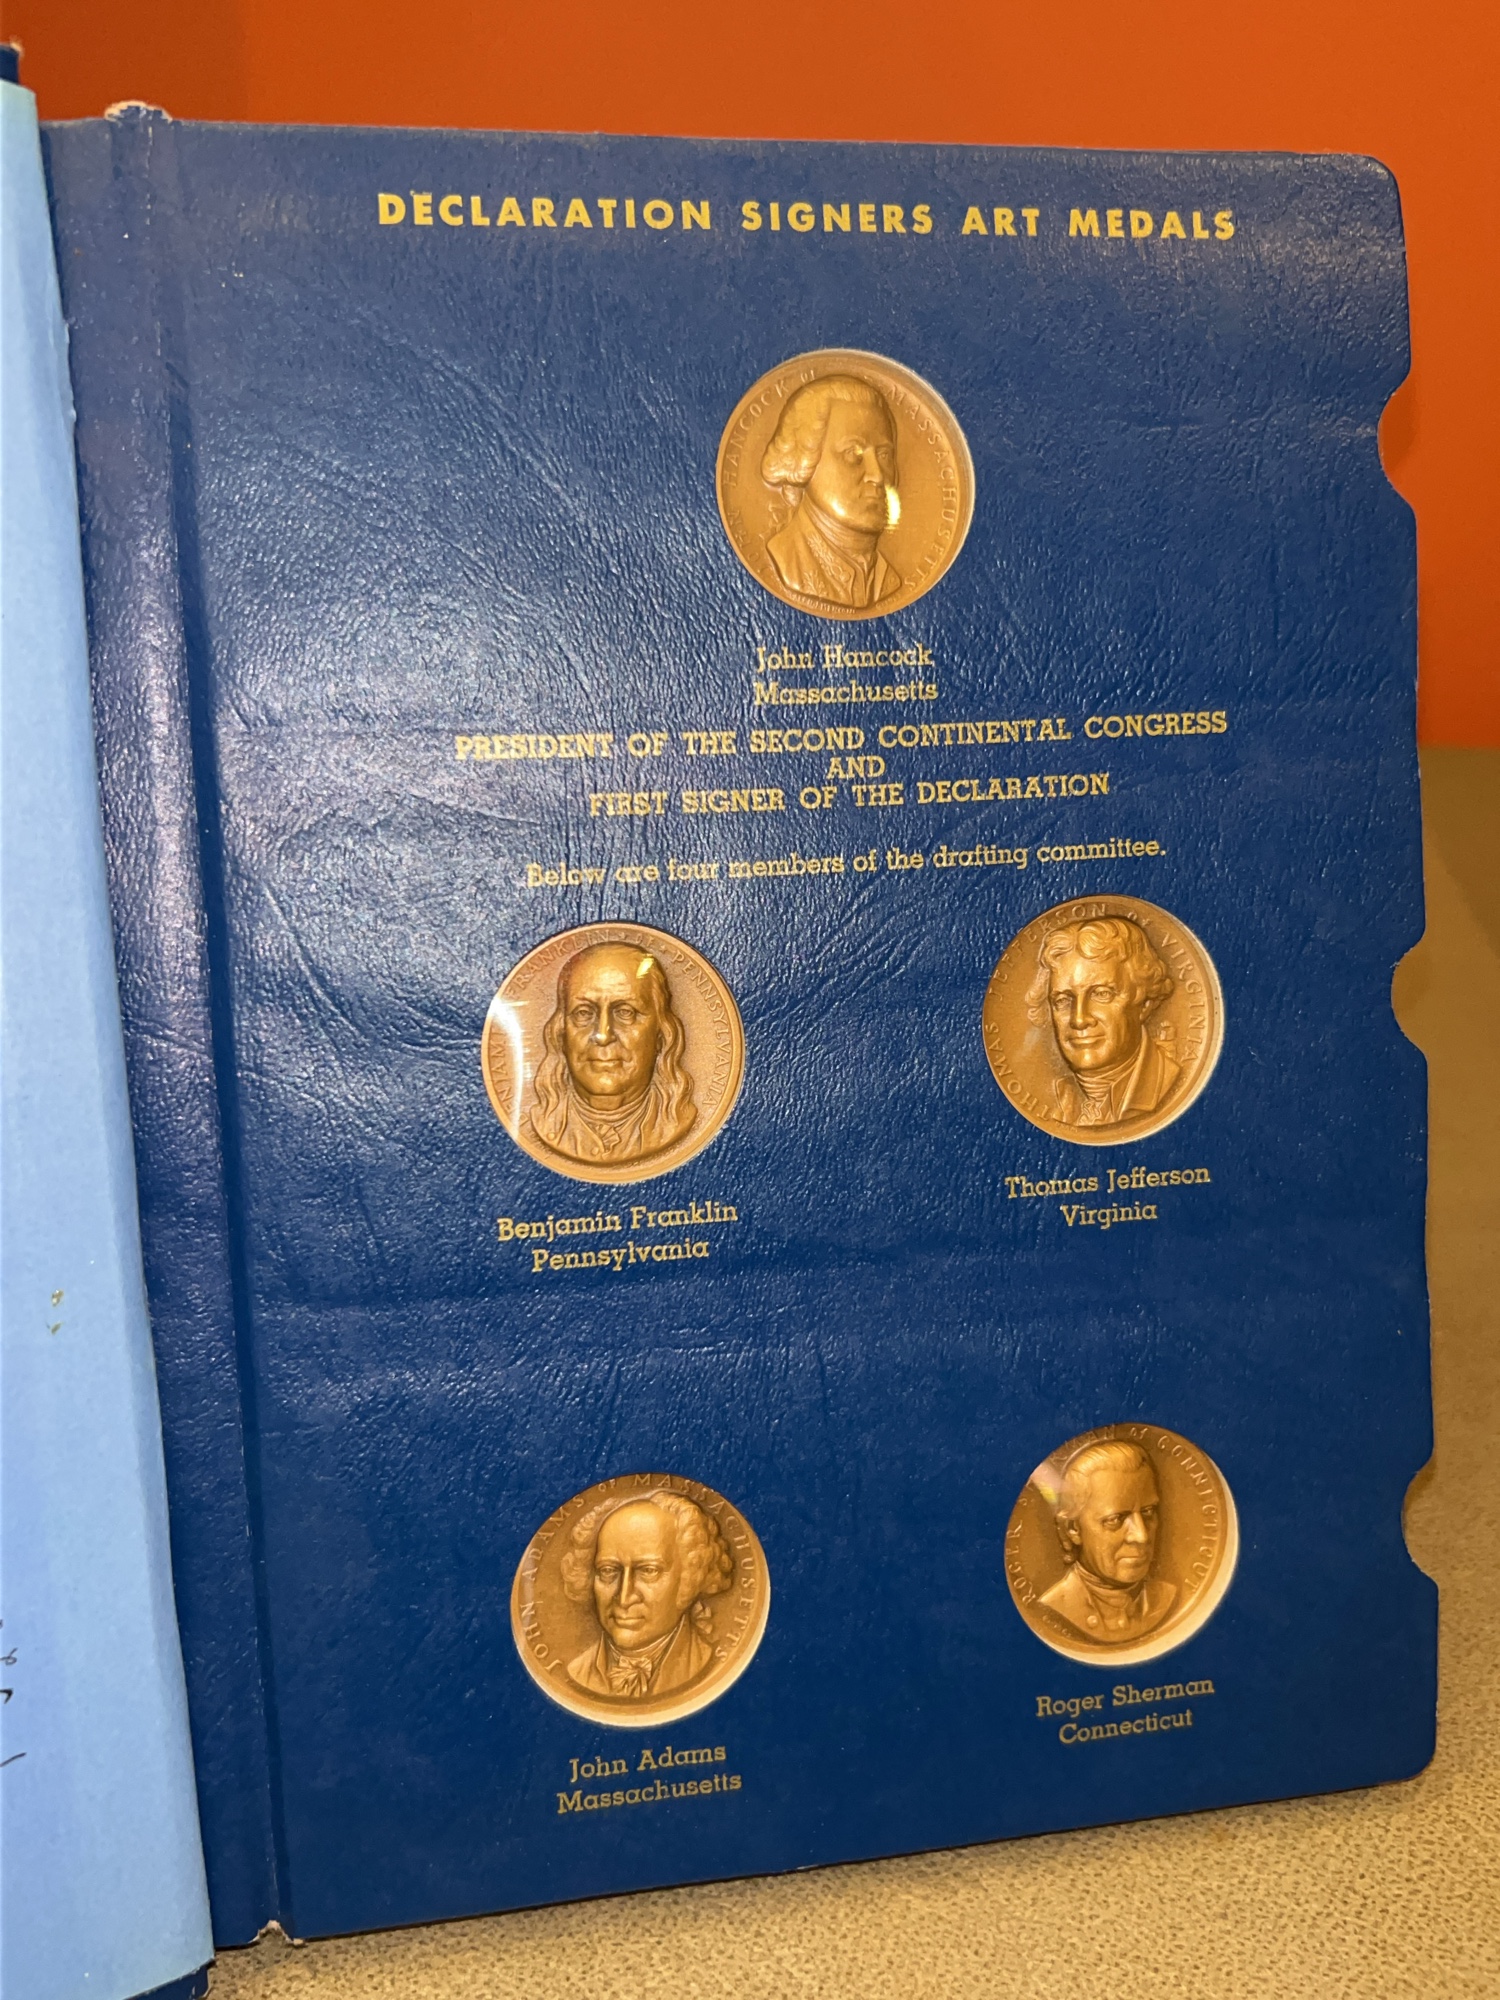 DECLARATION SIGNERS ART MEDALS
HANCOCK OF MASSACHUSETTS
John Hancock
Massachusetts
PRESIDENT OF THE SECOND CONTINENTAL CONGRESS
AND
FIRST SIGNER OF THE DECLARATION
Below are four members of the drafting committee.
FRANKLIN OF PENNSYLVANIA
THOMAS JEFFERSON OF VIRGINIA
Benjamin Franklin
Pennsylvania
Thomas Jefferson
Virginia
JOHN ADAMS OF MASSACHUSETTS
ROGER OF CONNECTICUT
John Adams
Massachusetts
Roger Sherman
Connecticut